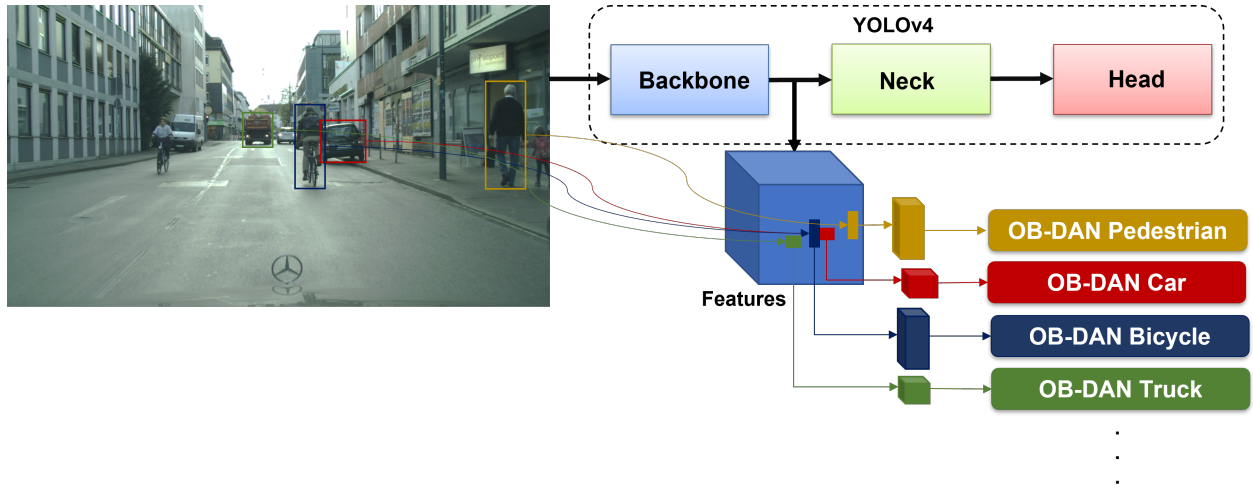 YOLOv4
Backbone
Neck
Head
Features
OB-DAN Pedestrian
OB-DAN Car
OB-DAN Bicycle
OB-DAN Truck